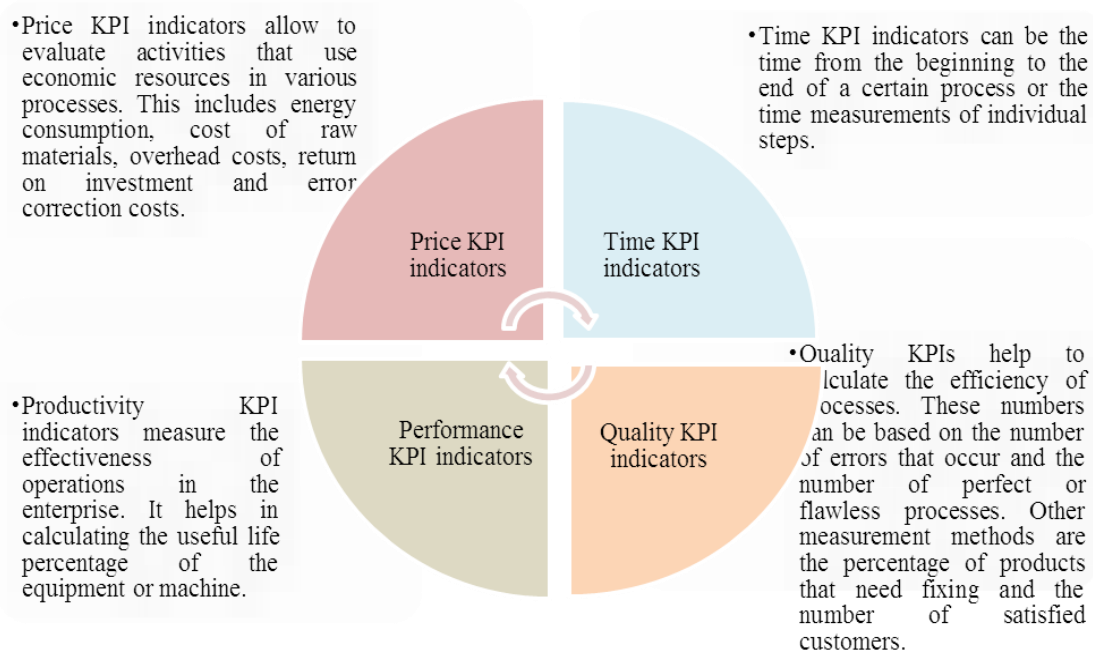 •Price KPI indicators allow to
evaluate activities that use
economic resources in various
processes. This includes energy
consumption, cost of raw
materials, overhead costs, return
on investment and error
correction costs.
•Time KPI indicators can be the
time from the beginning to the
end of a certain process or the
time measurements of individual
steps.
Price KPI
indicators
Time KPI
indicators
Performance
KPI indicators
Quality KPI
indicators
•Productivity KPI
indicators measure the
effectiveness of
operations in the
enterprise. It helps in
calculating the useful life
percentage of the
equipment or machine.
•Quality KPIs help to
lculate the efficiency of
ocesses. These numbers
can be based on the number
of errors that occur and the
number of perfect or
flawless processes. Other
measurement methods are
the percentage of products
that need fixing and the
number of satisfied
customers.